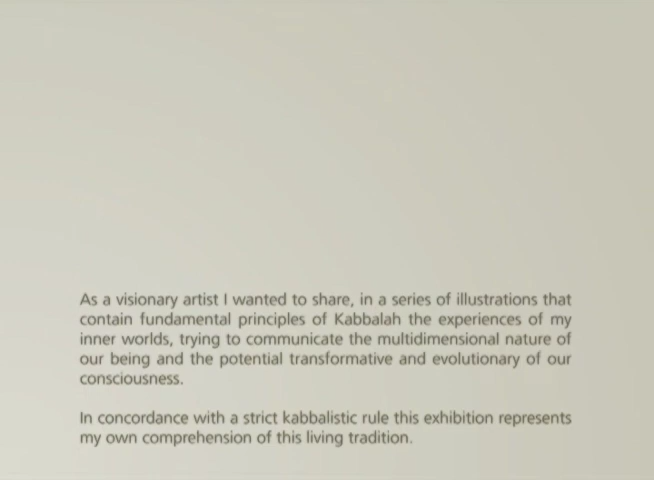 As a visionary artist I wanted to share, in a series of illustrations that
contain fundamental principles of Kabbalah the experiences of my
inner worlds, trying to communicate the multidimensional nature of
our being and the potential transformative and evolutionary of our
consciousness.
In concordance with a strict kabbalistic rule this exhibition represents
my own comprehension of this living tradition.